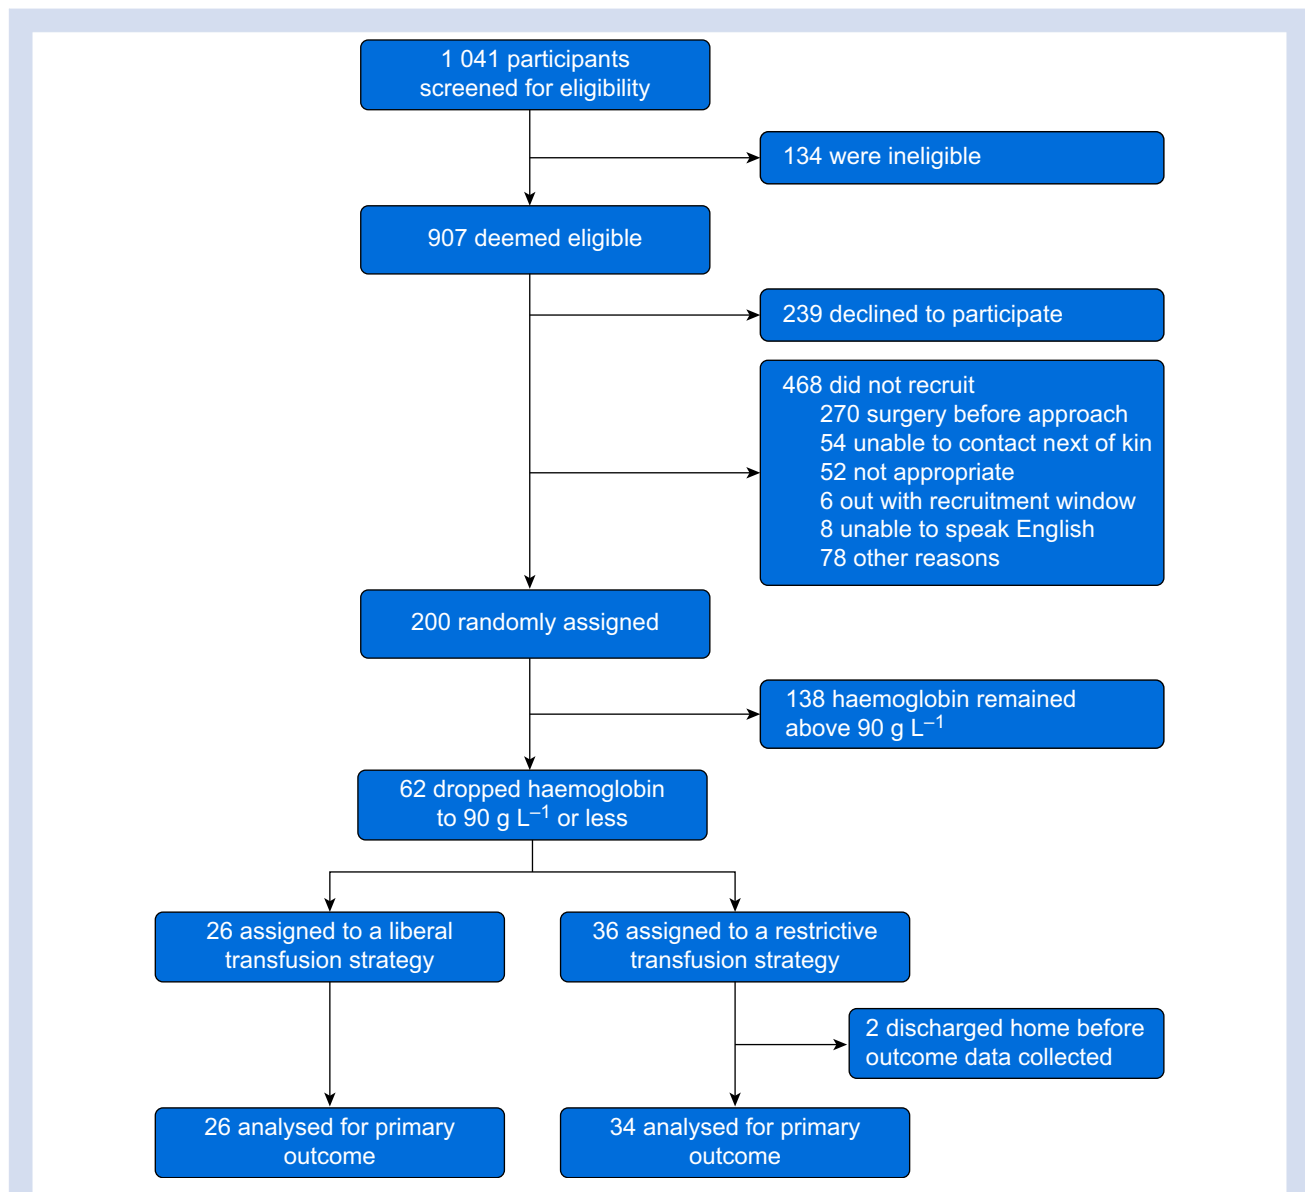 1 041 participants
screened for eligibility
134 were ineligible
907 deemed eligible
239 declined to participate
468 did not recruit
270 surgery before approach
54 unable to contact next of kin
52 not appropriate
6 out with recruitment window
8 unable to speak English
78 other reasons
200 randomly assigned
138 haemoglobin remained
above 90 g L⁻¹
62 dropped haemoglobin
to 90 g L⁻¹ or less
26 assigned to a liberal
transfusion strategy
36 assigned to a restrictive
transfusion strategy
2 discharged home before
outcome data collected
26 analysed for primary
outcome
34 analysed for primary
outcome